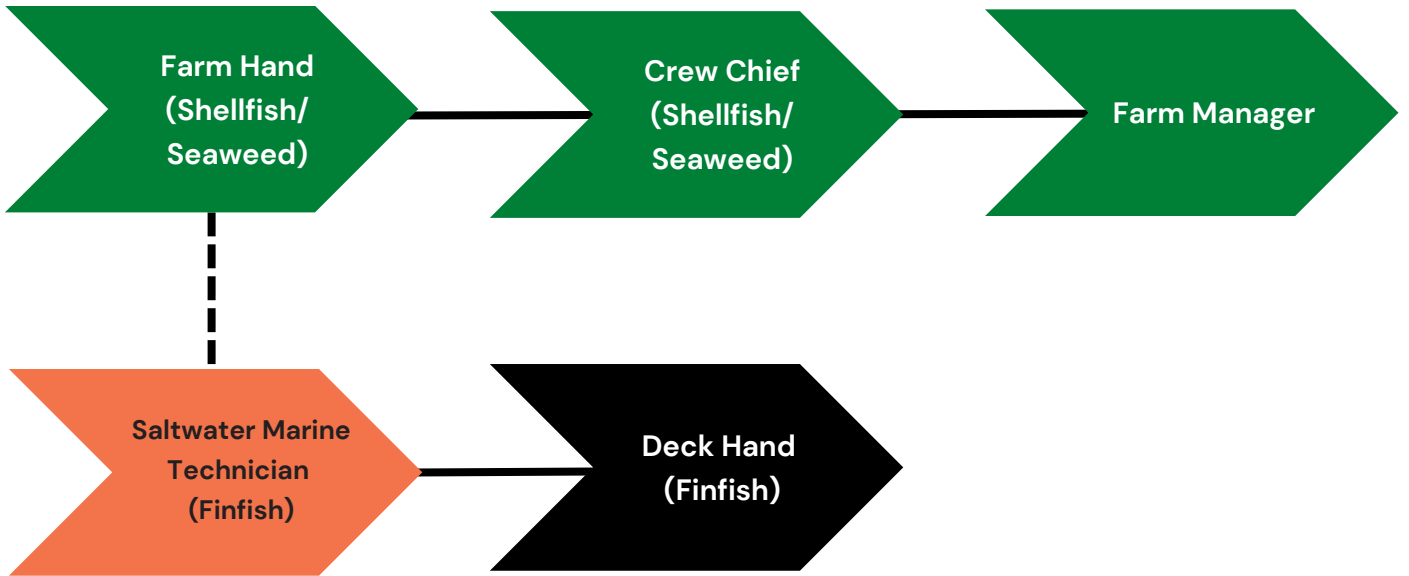 Farm Hand
(Shellfish/
Seaweed)
Crew Chief
(Shellfish/
Seaweed)
Farm Manager
Saltwater Marine
Technician
(Finfish)
Deck Hand
(Finfish)